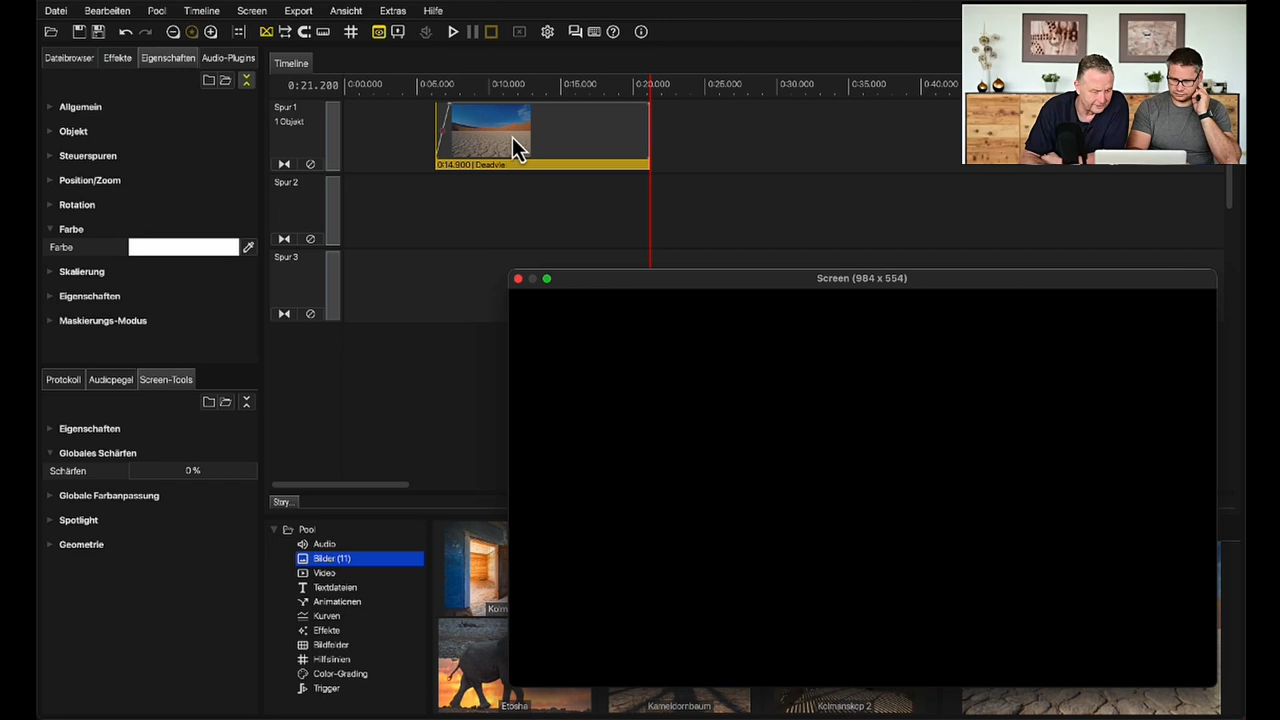 Datei Bearbeiten Pool Timeline Screen Export Ansicht Extras Hilfe
Dateibrowser Effekte Eigenschaften Audio-Plugins
Allgemein
Objekt
Steuerspuren
Position/Zoom
Rotation
Farbe
Farbe
Skalierung
Eigenschaften
Maskierungs-Modus
Protokoll Audiopegel Screen-Tools
Eigenschaften
Globales Schärfen
Schärfen 0 %
Globale Farbanpassung
Spotlight
Geometrie
Timeline
0:21.200 0:00.000 0:05.000 0:10.000 0:15.000 0:20.000 0:25.000 0:30.000 0:35.000 0:40.000
Spur 1
1 Objekt
0:14.900 | Deadvlei
Spur 2
Spur 3
Screen (984 x 554)
Story...
Pool
Audio
Bilder (11)
Video
Textdateien
Animationen
Kurven
Effekte
Bildfelder
Hilfslinien
Color-Grading
Trigger
Kolm
Etosha Kameldornbaum Kolmanskop 2